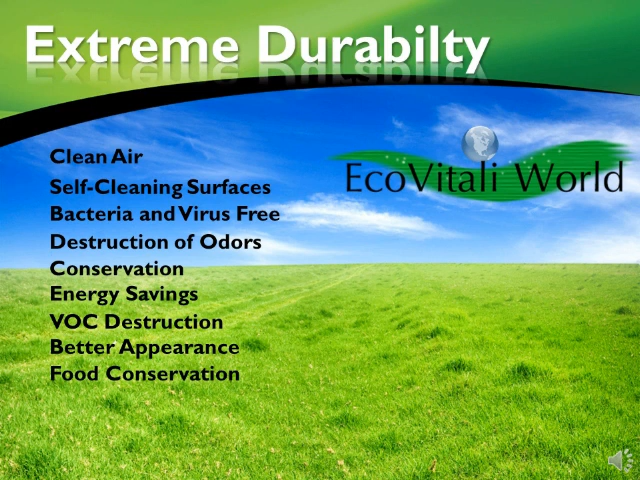 Extreme Durabilty
EcoVitali World
Clean Air
Self-Cleaning Surfaces
Bacteria and Virus Free
Destruction of Odors
Conservation
Energy Savings
VOC Destruction
Better Appearance
Food Conservation